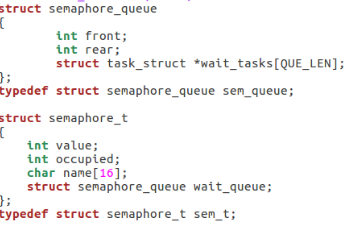 struct semaphore_queue
{
        int front;
        int rear;
        struct task_struct *wait_tasks[QUE_LEN];
};
typedef struct semaphore_queue sem_queue;

struct semaphore_t
{
    int value;
    int occupied;
    char name[16];
    struct semaphore_queue wait_queue;
};
typedef struct semaphore_t sem_t;